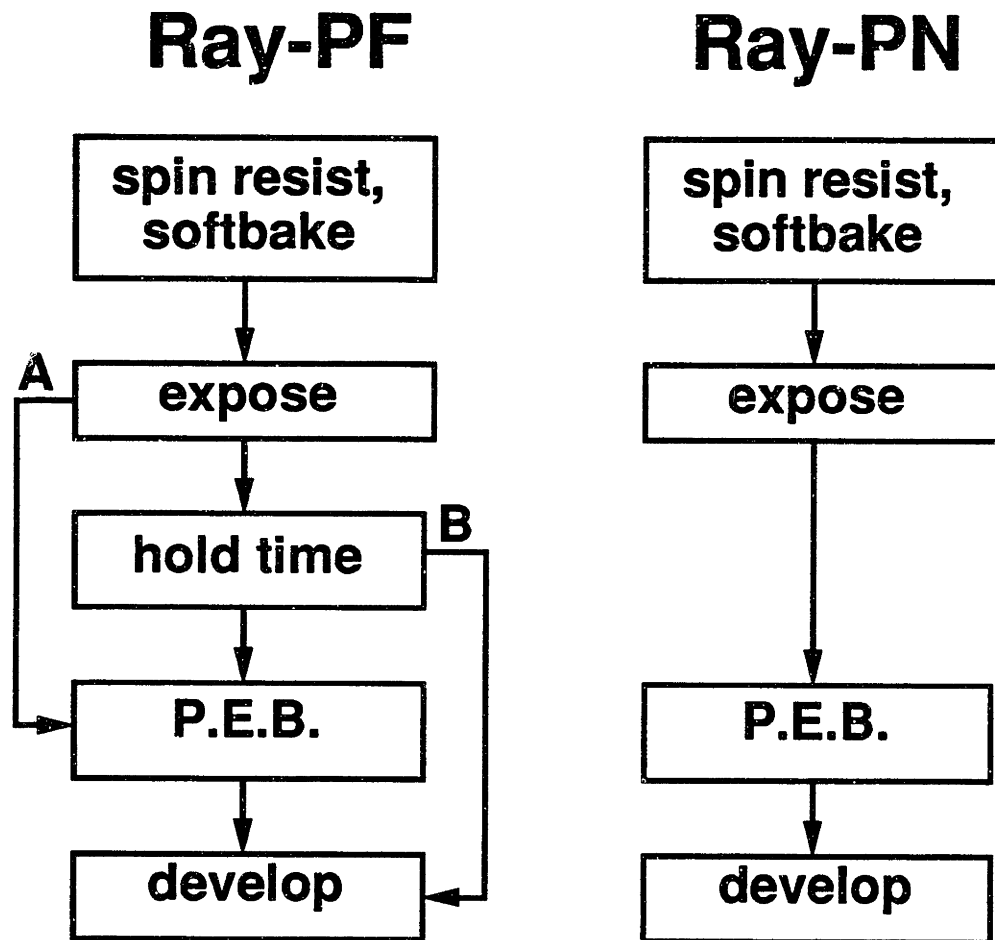 Ray-PF
spin resist,
softbake
A
expose
B
hold time
P.E.B.
develop
Ray-PN
spin resist,
softbake
expose
P.E.B.
develop